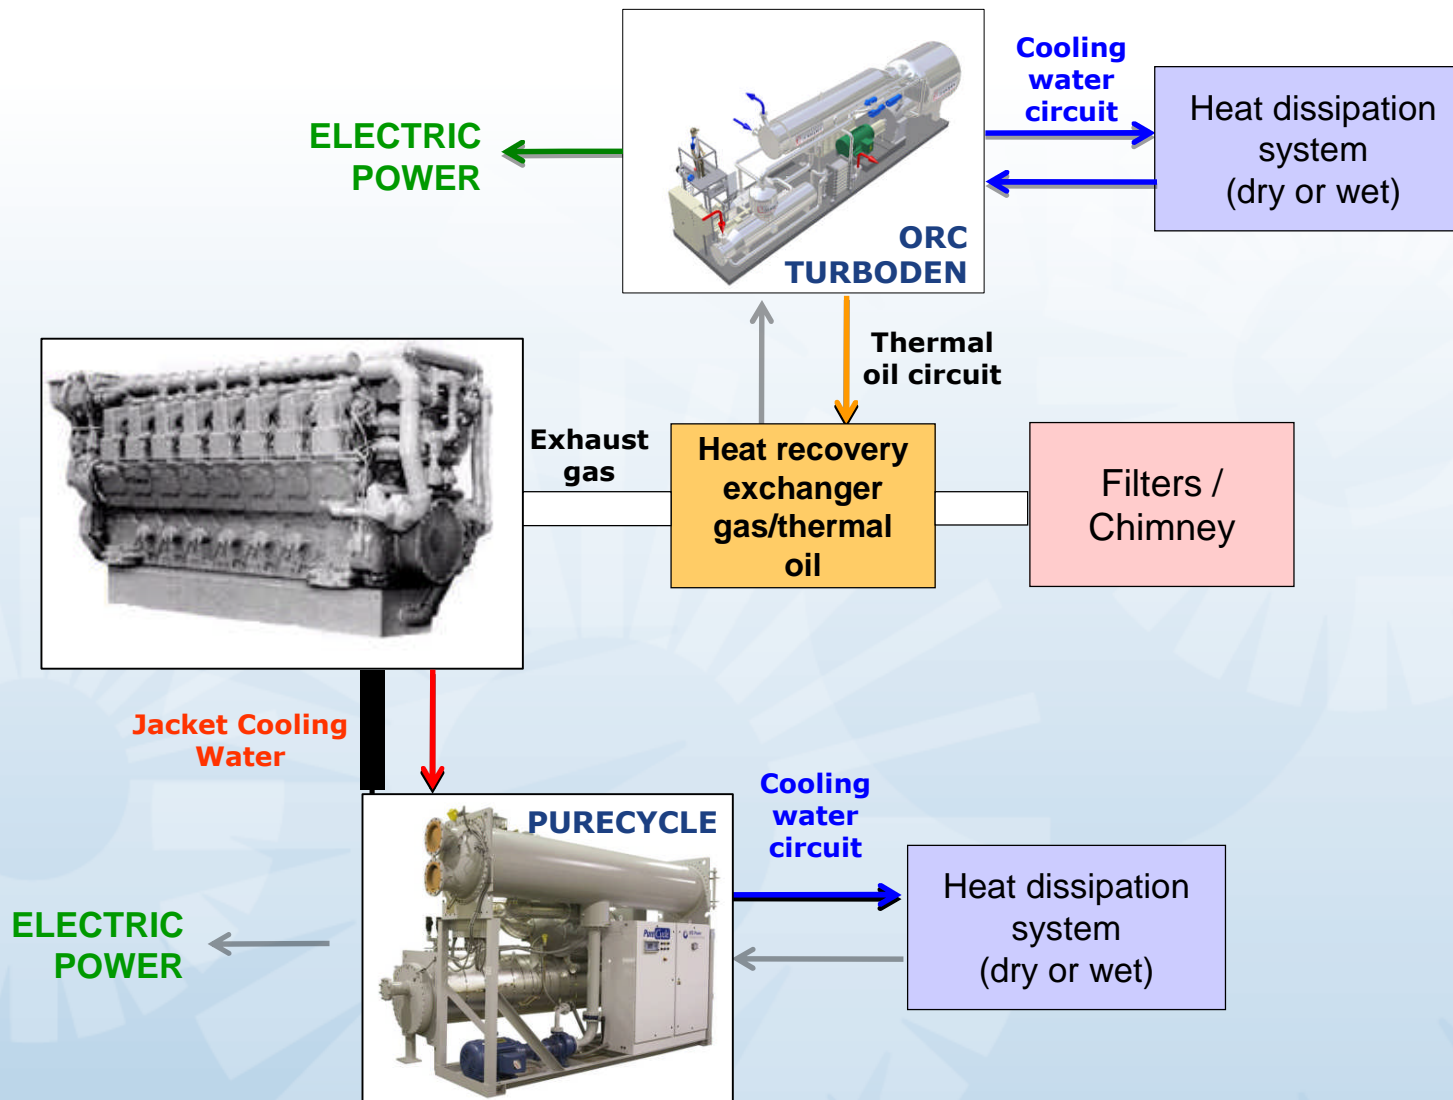 Cooling
water
circuit
Heat dissipation
system
(dry or wet)
ELECTRIC
POWER
ORC
TURBODEN
Thermal
oil circuit
Exhaust
gas
Heat recovery
exchanger
gas/thermal
oil
Filters /
Chimney
Jacket Cooling
Water
PURECYCLE
Cooling
water
circuit
Heat dissipation
system
(dry or wet)
ELECTRIC
POWER
PureCycle